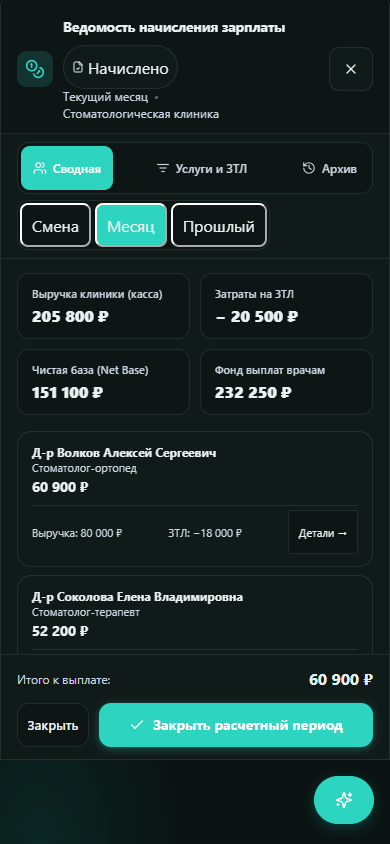 Ведомость начисления зарплаты
Начислено
Текущий месяц •
Стоматологическая клиника
Сводная
Услуги и ЗТЛ
Архив
Смена
Месяц
Прошлый
Выручка клиники (касса)
205 800 ₽
Затраты на ЗТЛ
− 20 500 ₽
Чистая база (Net Base)
151 100 ₽
Фонд выплат врачам
232 250 ₽
Д-р Волков Алексей Сергеевич
Стоматолог-ортопед
60 900 ₽
Выручка: 80 000 ₽
ЗТЛ: −18 000 ₽
Детали →
Д-р Соколова Елена Владимировна
Стоматолог-терапевт
52 200 ₽
Итого к выплате:
60 900 ₽
Закрыть
Закрыть расчетный период